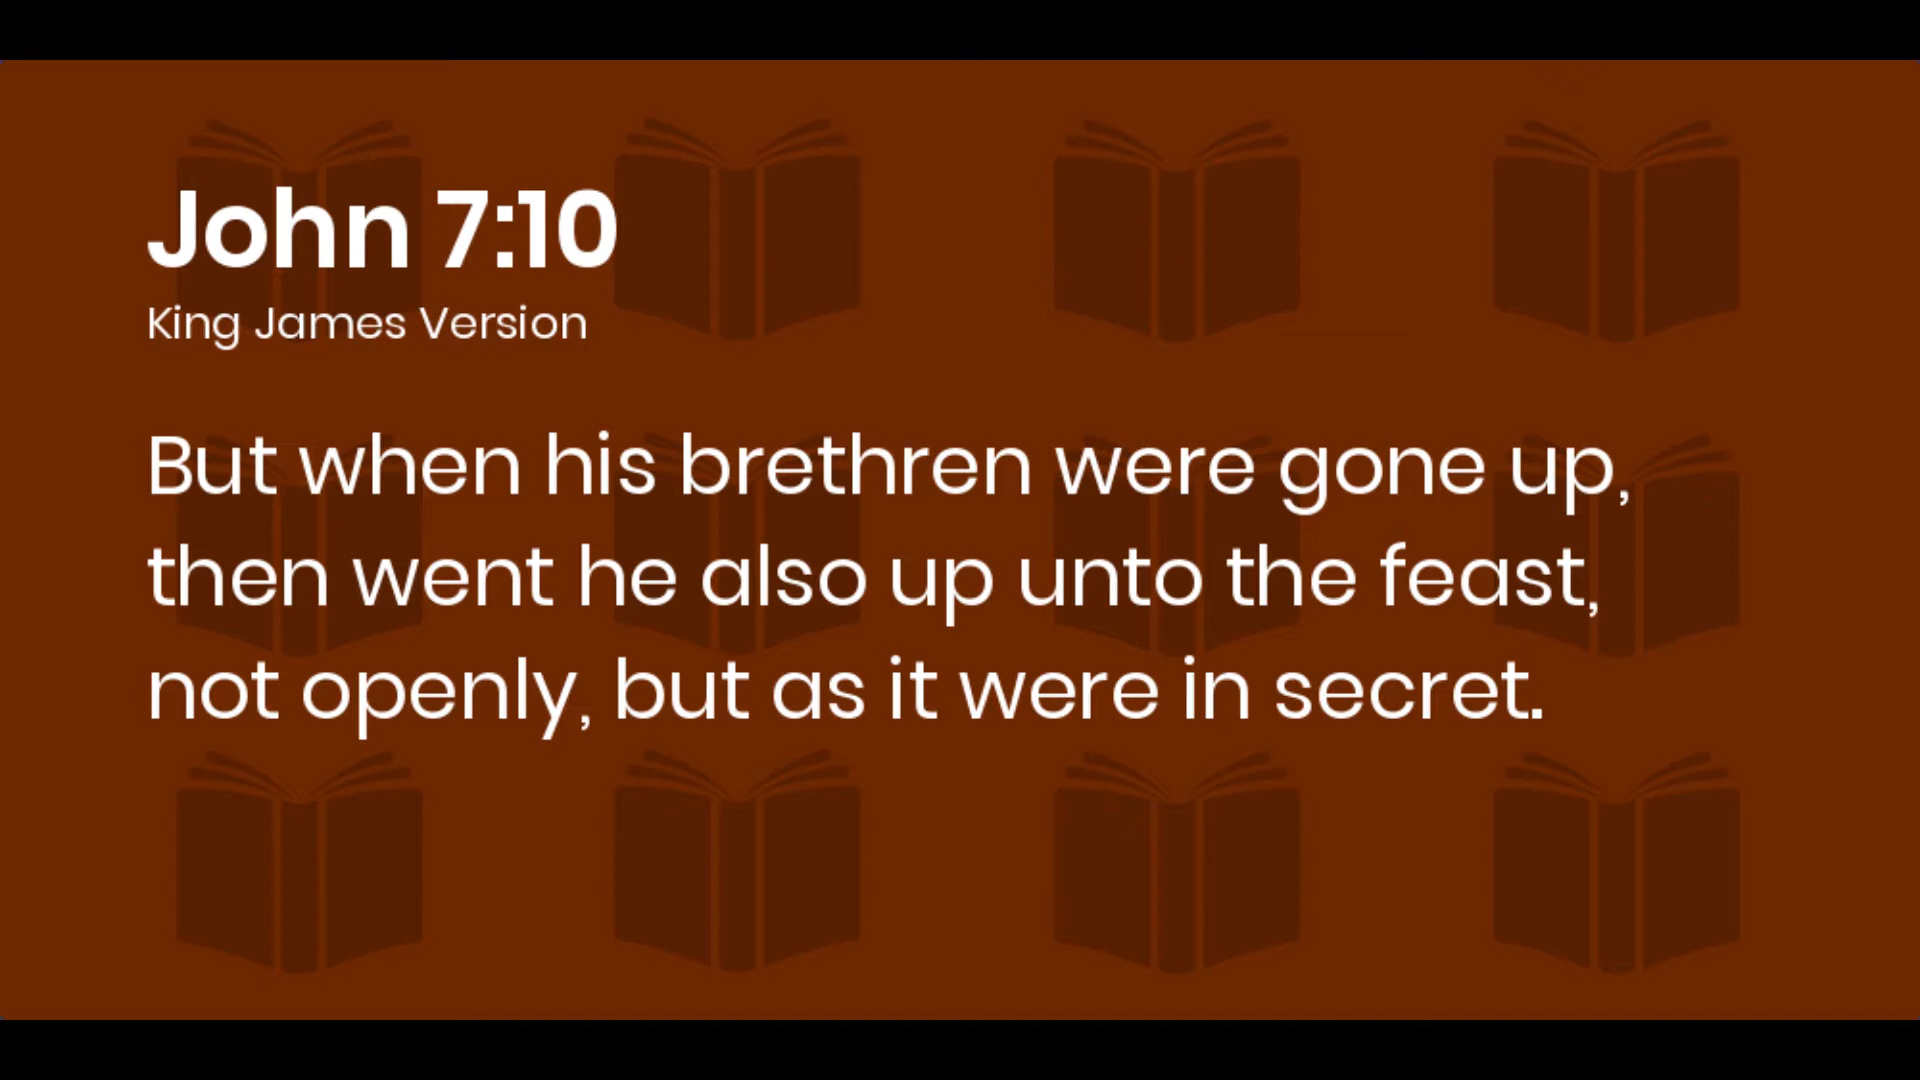 John 7:10
King James Version
But when his brethren were gone up,
then went he also up unto the feast,
not openly, but as it were in secret.